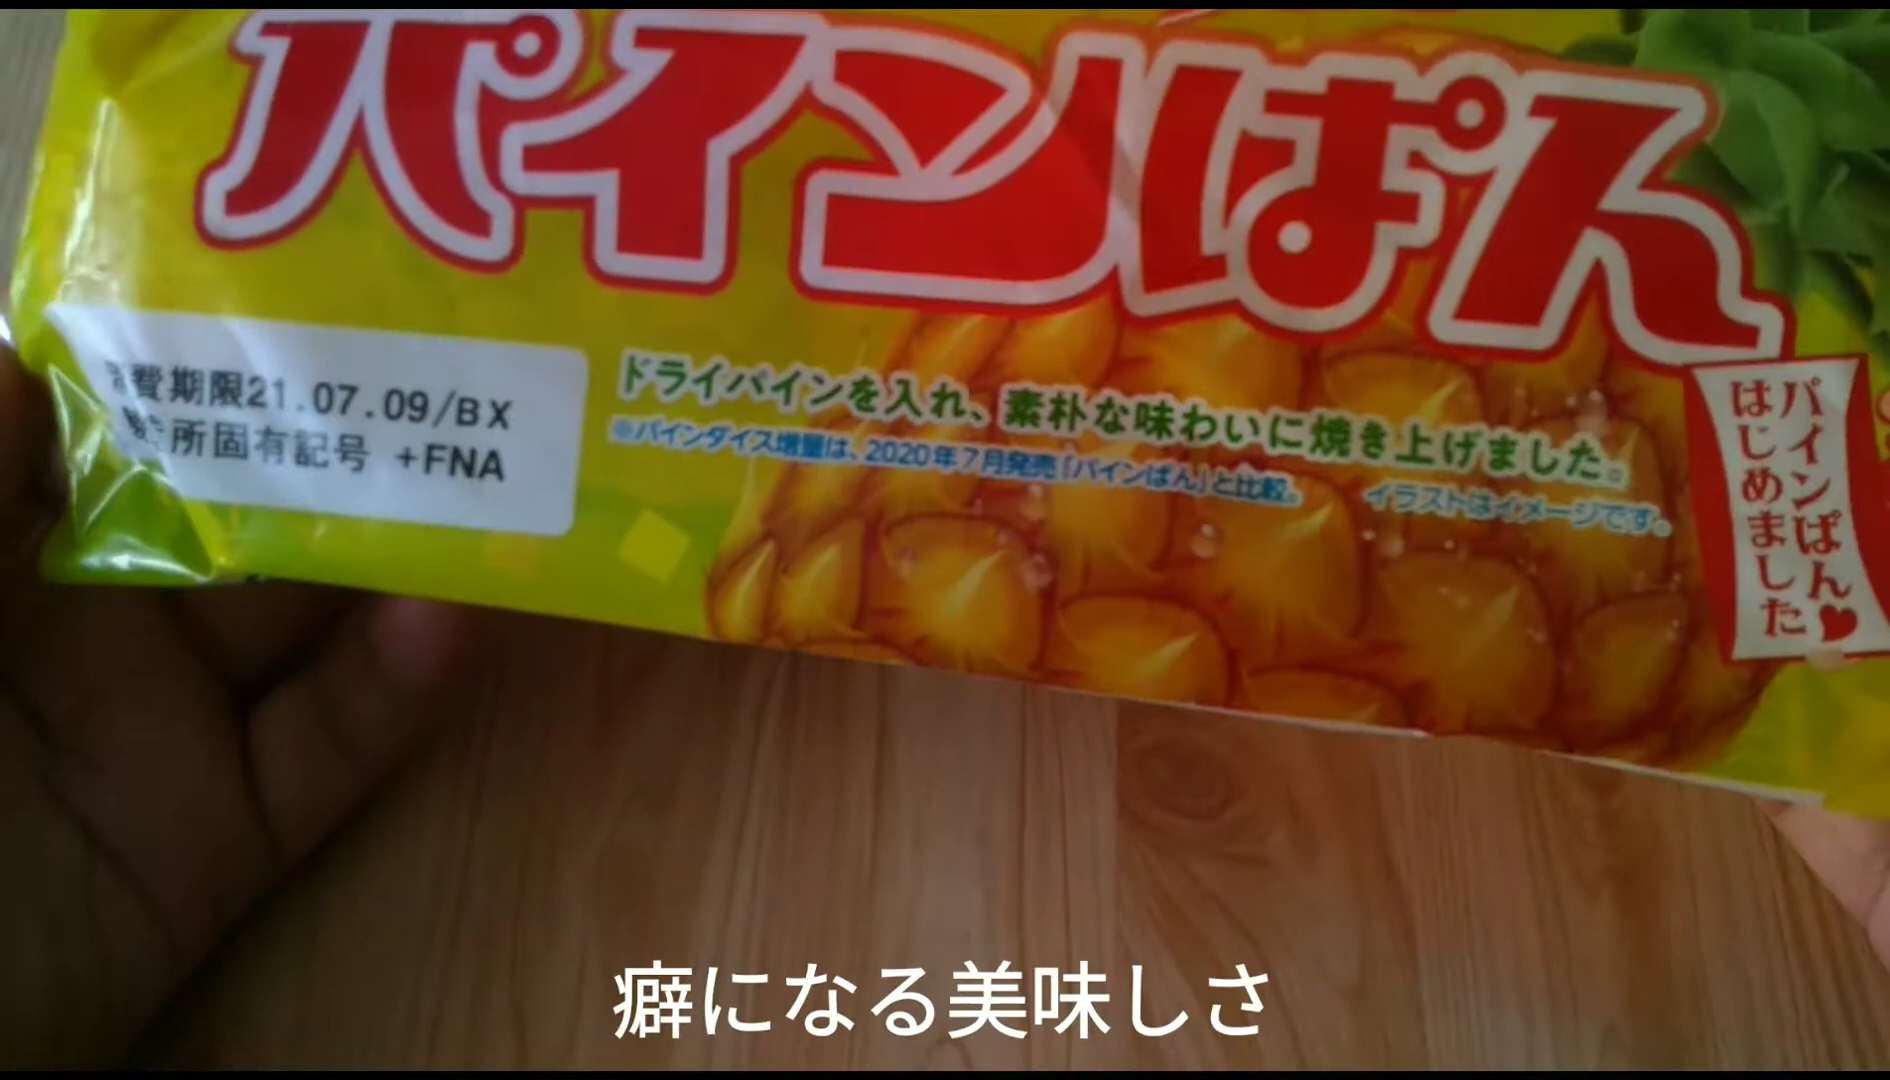 パインぱん
費期限21.07.09/BX
所固有記号 +FNA
ドライパインを入れ、素朴な味わいに焼き上げました。
※パインダイス増量は、2020年7月発売「パインぱん」と比較。
イラストはイメージです。
パインぱん♥
はじめました
癖になる美味しさ